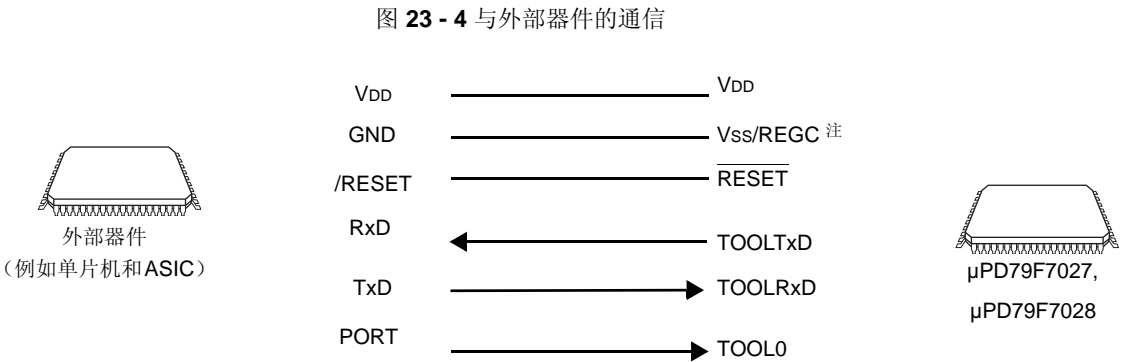 图 23 - 4 与外部器件的通信
VDD VDD
GND Vss/REGC 注
/RESET RESET
RxD TOOLTxD
TxD TOOLRxD
PORT TOOL0
外部器件
（例如单片机和ASIC）
µPD79F7027,
µPD79F7028